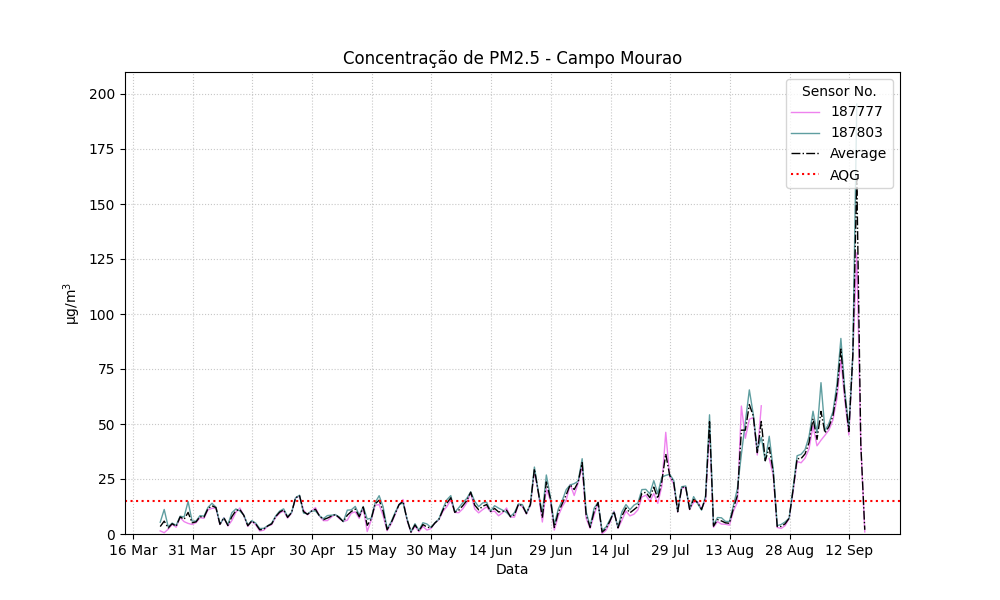 Concentração de PM2.5 - Campo Mourao
200
175
150
125
100
75
50
25
0
µg/m³
Sensor No.
187777
187803
Average
AQG
16 Mar 31 Mar 15 Apr 30 Apr 15 May 30 May 14 Jun 29 Jun 14 Jul 29 Jul 13 Aug 28 Aug 12 Sep
Data